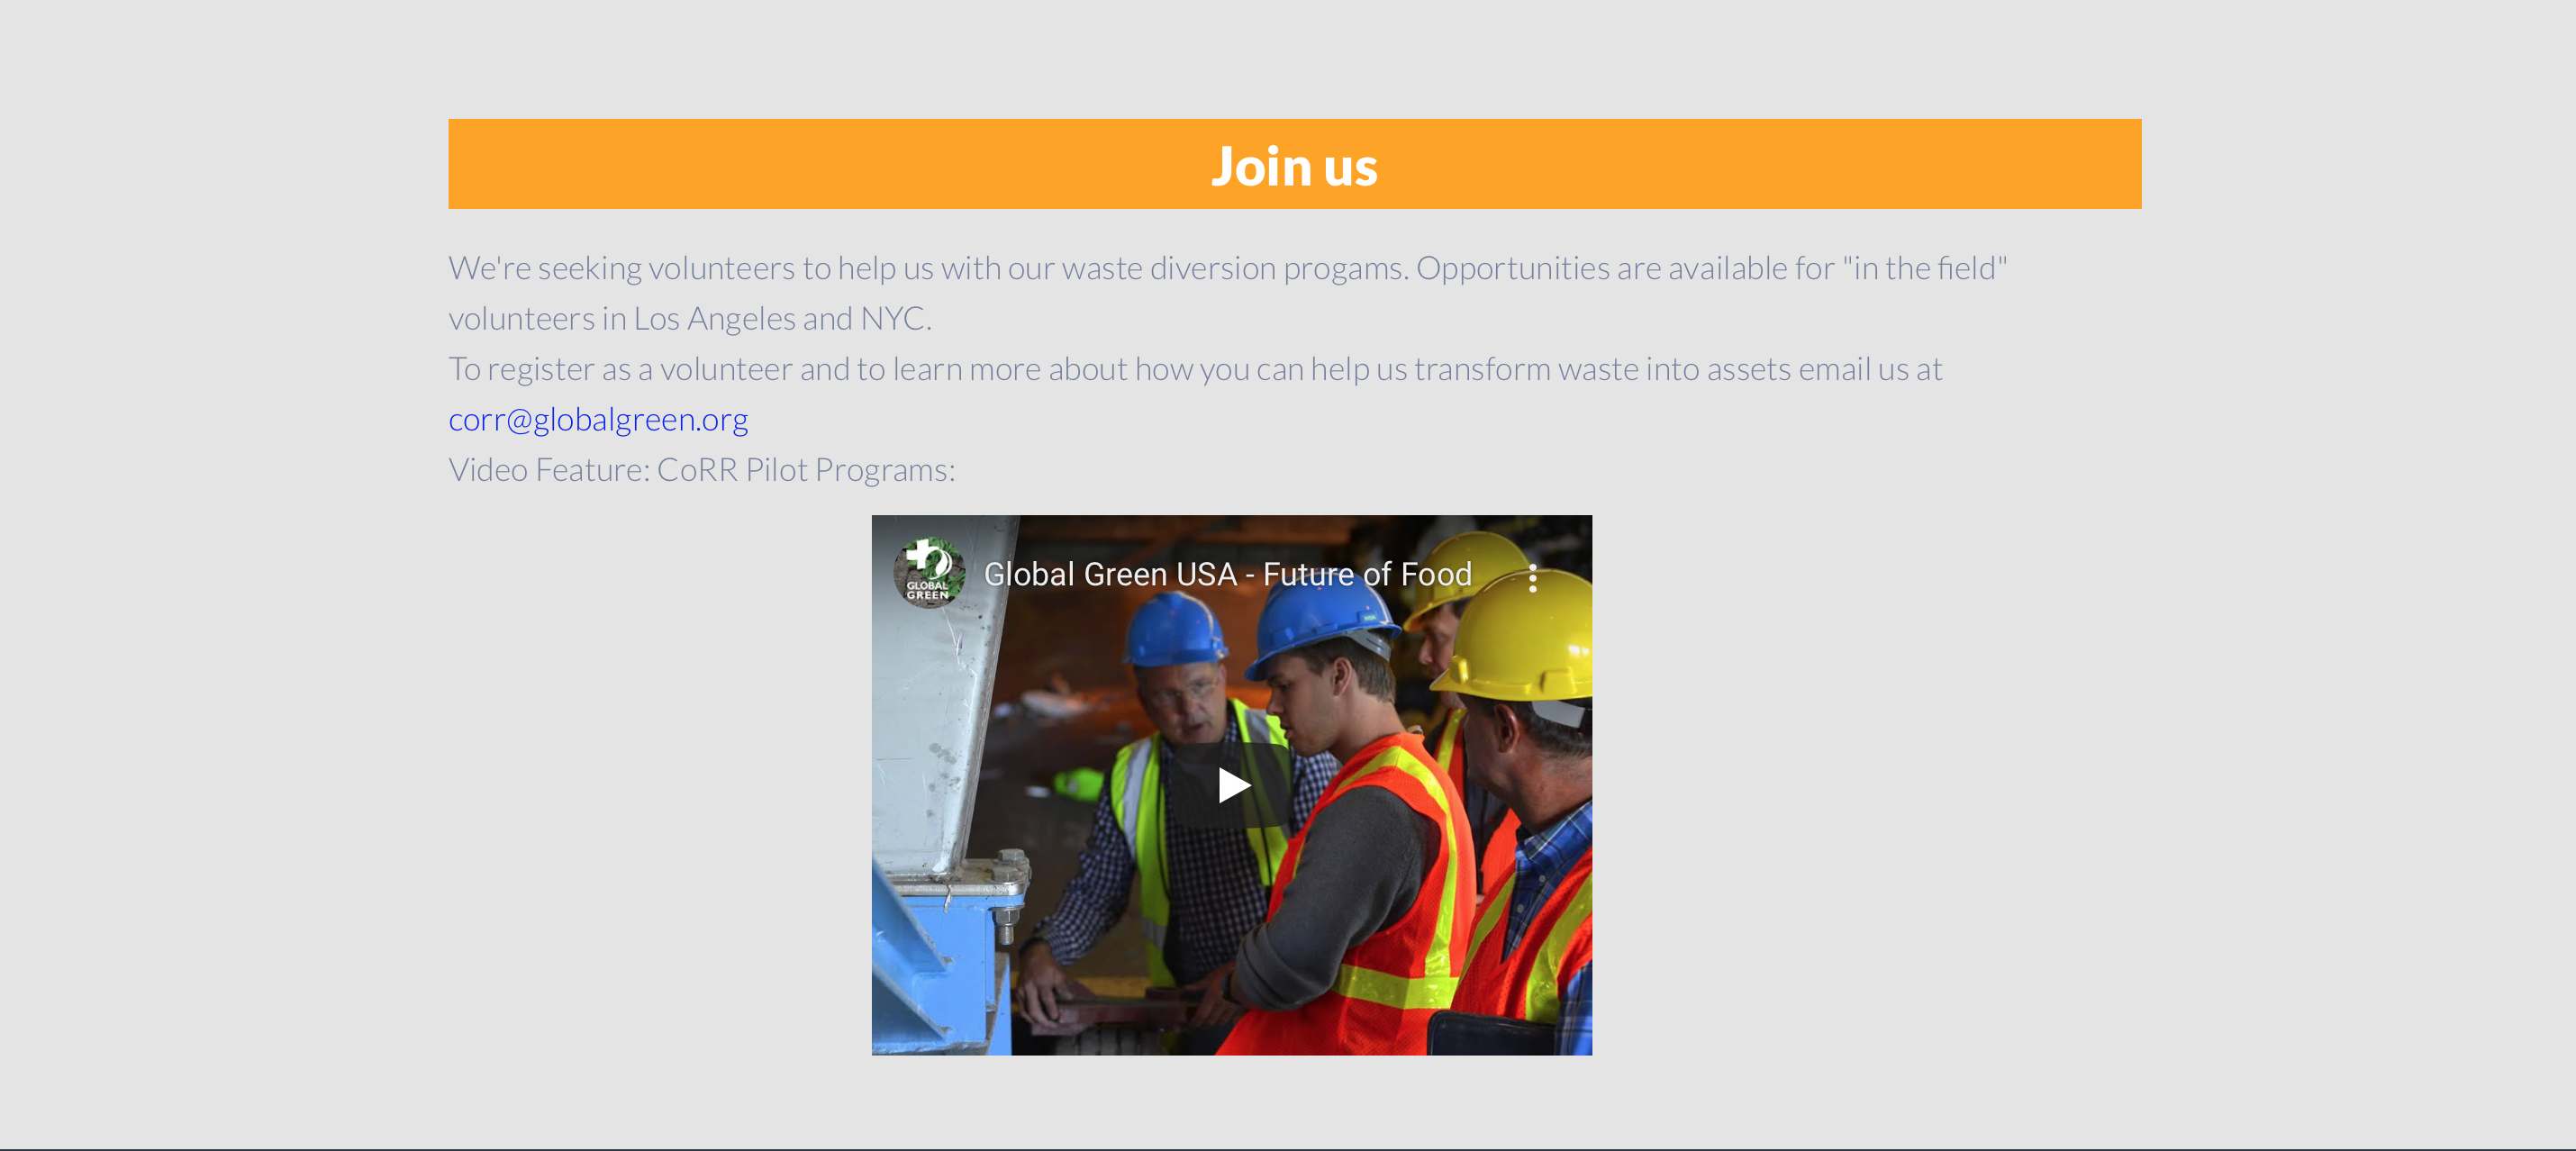 Join us
We're seeking volunteers to help us with our waste diversion progams. Opportunities are available for "in the field"
volunteers in Los Angeles and NYC.
To register as a volunteer and to learn more about how you can help us transform waste into assets email us at
corr@globalgreen.org
Video Feature: CoRR Pilot Programs:
GLOBAL
GREEN
Global Green USA - Future of Food